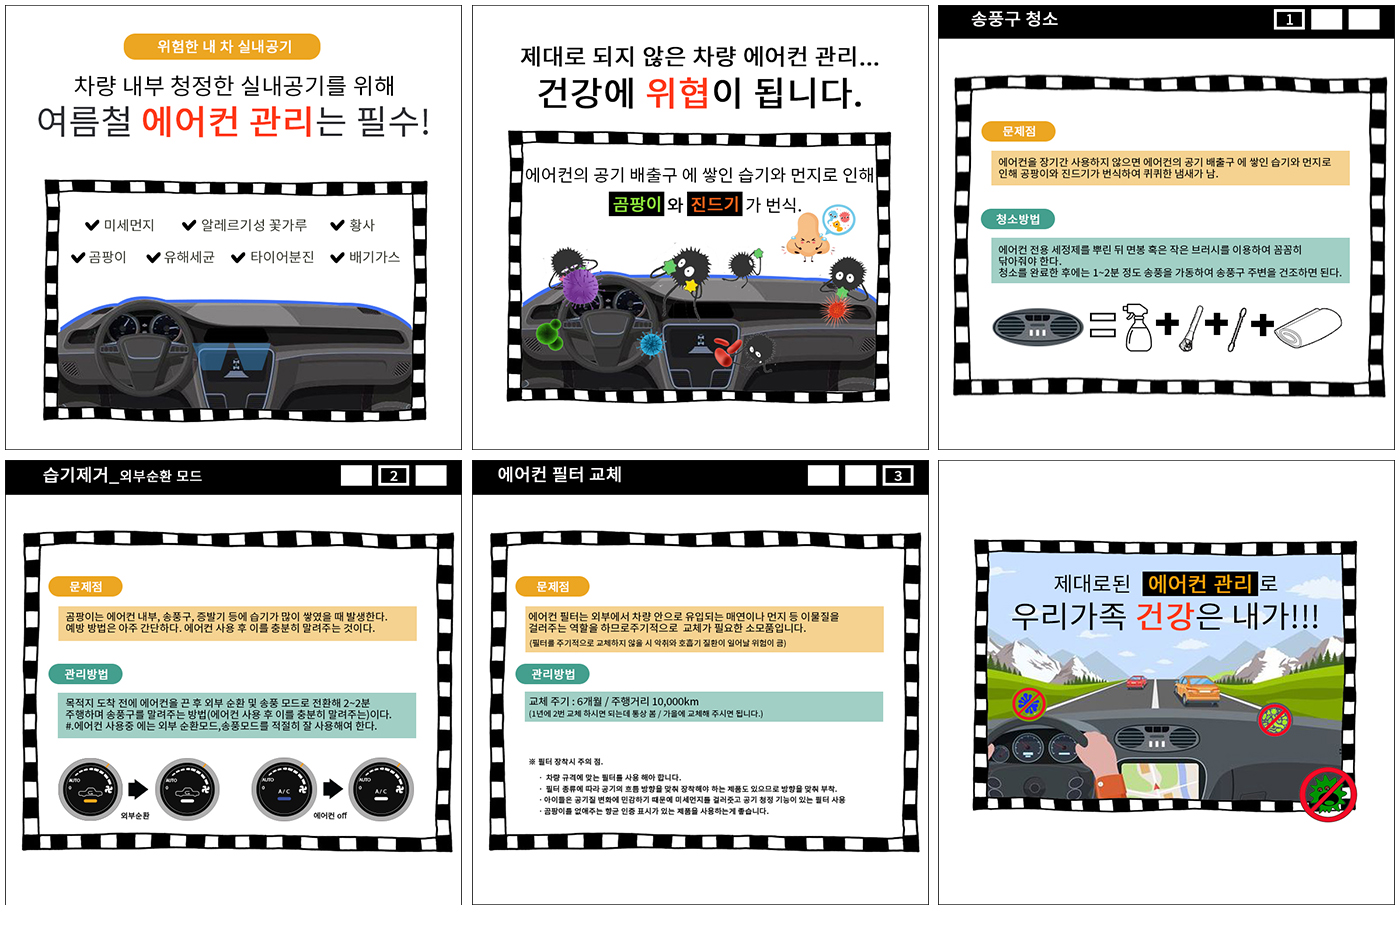 위험한 내 차 실내공기
차량 내부 청정한 실내공기를 위해
여름철 에어컨 관리는 필수!
미세먼지 알레르기성 꽃가루 황사
곰팡이 유해세균 타이어분진 배기가스
제대로 되지 않은 차량 에어컨 관리...
건강에 위협이 됩니다.
에어컨의 공기 배출구 에 쌓인 습기와 먼지로 인해
곰팡이 와 진드기 가 번식.
송풍구 청소
1
문제점
에어컨을 장기간 사용하지 않으면 에어컨의 공기 배출구 에 쌓인 습기와 먼지로
인해 곰팡이와 진드기가 번식하여 퀴퀴한 냄새가 남.
청소방법
에어컨 전용 세정제를 뿌린 뒤 면봉 혹은 작은 브러시를 이용하여 꼼꼼히
닦아줘야 한다.
청소를 완료한 후에는 1~2분 정도 송풍을 가동하여 송풍구 주변을 건조하면 된다.
습기제거_외부순환 모드
2
문제점
곰팡이는 에어컨 내부, 송풍구, 증발기 등에 습기가 많이 쌓였을 때 발생한다.
예방 방법은 아주 간단하다. 에어컨 사용 후 이를 충분히 말려주는 것이다.
관리방법
목적지 도착 전에 에어컨을 끈 후 외부 순환 및 송풍 모드로 전환해 2~2분
주행하며 송풍구를 말려주는 방법(에어컨 사용 후 이를 충분히 말려주는)이다.
#.에어컨 사용중 에는 외부 순환모드,송풍모드를 적절히 잘 사용해여 한다.
AUTO
AUTO
AUTO
A/C
AUTO
A/C
외부순환
에어컨 off
에어컨 필터 교체
3
문제점
에어컨 필터는 외부에서 차량 안으로 유입되는 매연이나 먼지 등 이물질을
걸러주는 역할을 하므로주기적으로 교체가 필요한 소모품입니다.
(필터를 주기적으로 교체하지 않을 시 악취와 호흡기 질환이 일어날 위험이 큼)
관리방법
교체 주기 : 6개월 / 주행거리 10,000km
(1년에 2번 교체 하시면 되는데 통상 봄 / 가을에 교체해 주시면 됩니다.)
※ 필터 장착시 주의 점.
· 차량 규격에 맞는 필터를 사용 해야 합니다.
· 필터 종류에 따라 공기의 흐름 방향을 맞춰 장착해야 하는 제품도 있으므로 방향을 맞춰 부착.
· 아이들은 공기질 변화에 민감하기 때문에 미세먼지를 걸러줏고 공기 청정 기능이 있는 필터 사용
· 곰팡이를 없애주는 항균 인증 표시가 있는 제품을 사용하는게 좋습니다.
제대로된 에어컨 관리 로
우리가족 건강은 내가!!!